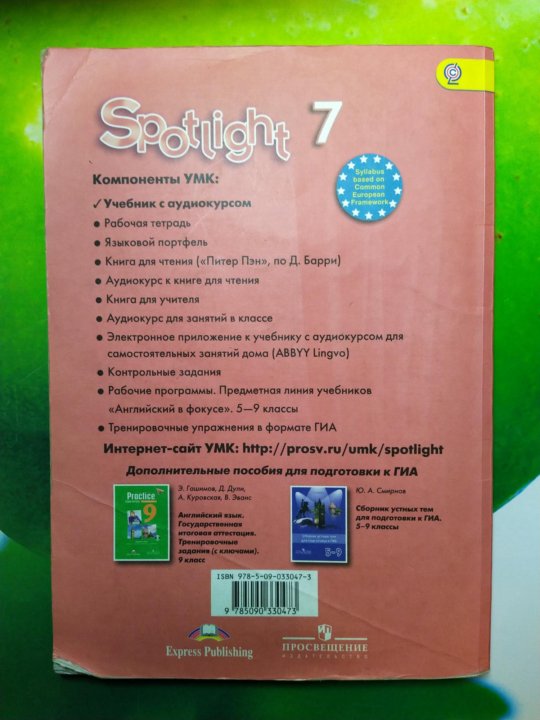 Spotlight 7
Syllabus
based on
Common
European
Framework
Компоненты УМК:
✓Учебник с аудиокурсом
● Рабочая тетрадь
● Языковой портфель
● Книга для чтения («Питер Пэн», по Д. Барри)
● Аудиокурс к книге для чтения
● Книга для учителя
● Аудиокурс для занятий в классе
● Электронное приложение к учебнику с аудиокурсом для
самостоятельных занятий дома (ABBYY Lingvo)
● Контрольные задания
● Рабочие программы. Предметная линия учебников
«Английский в фокусе». 5—9 классы
● Тренировочные упражнения в формате ГИА
Интернет-сайт УМК: http://prosv.ru/umk/spotlight
Дополнительные пособия для подготовки к ГИА
Practice
9
Э. Гашимов, Д. Дули,
А. Куровская, В. Эванс
Английский язык.
Государственная
итоговая аттестация.
Тренировочные
задания (с ключами).
9 класс
5-9
Ю. А. Смирнов
Сборник устных тем
для подготовки к ГИА.
5–9 классы
ISBN 978-5-09-033047-3
9 785090 330473
Express Publishing
ПРОСВЕЩЕНИЕ
ИЗДАТЕЛЬСТВО